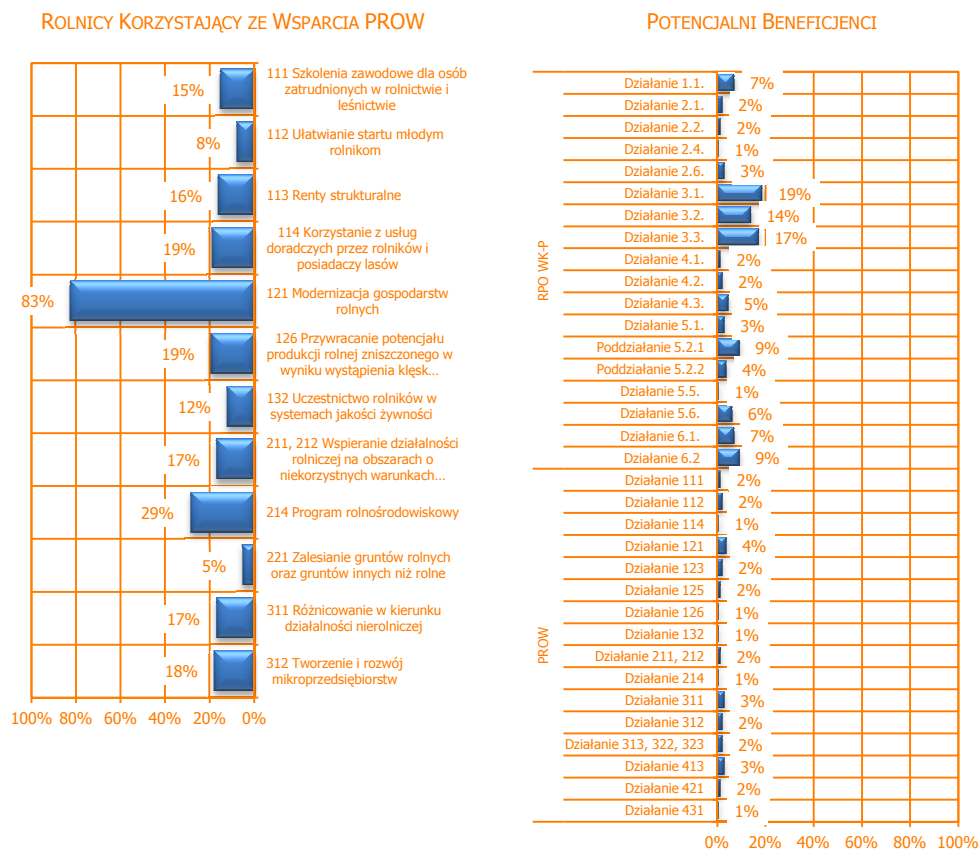 ROLNICY KORZYSTAJĄCY ZE WSPARCIA PROW
15%
111 Szkolenia zawodowe dla osób
zatrudnionych w rolnictwie i
leśnictwie
8%
112 Ułatwianie startu młodym
rolnikom
16%
113 Renty strukturalne
19%
114 Korzystanie z usług
doradczych przez rolników i
posiadaczy lasów
83%
121 Modernizacja gospodarstw
rolnych
19%
126 Przywracanie potencjału
produkcji rolnej zniszczonego w
wyniku wystąpienia klęsk...
12%
132 Uczestnictwo rolników w
systemach jakości żywności
17%
211, 212 Wspieranie działalności
rolniczej na obszarach o
niekorzystnych warunkach...
29%
214 Program rolnośrodowiskowy
5%
221 Zalesianie gruntów rolnych
oraz gruntów innych niż rolne
17%
311 Różnicowanie w kierunku
działalności nierolniczej
18%
312 Tworzenie i rozwój
mikroprzedsiębiorstw
100% 80% 60% 40% 20% 0%
POTENCJALNI BENEFICJENCI
RPO WK-P
Działanie 1.1. 7%
Działanie 2.1. 2%
Działanie 2.2. 2%
Działanie 2.4. 1%
Działanie 2.6. 3%
Działanie 3.1. 19%
Działanie 3.2. 14%
Działanie 3.3. 17%
Działanie 4.1. 2%
Działanie 4.2. 2%
Działanie 4.3. 5%
Działanie 5.1. 3%
Poddziałanie 5.2.1 9%
Poddziałanie 5.2.2 4%
Działanie 5.5. 1%
Działanie 5.6. 6%
Działanie 6.1. 7%
Działanie 6.2 9%
PROW
Działanie 111 2%
Działanie 112 2%
Działanie 114 1%
Działanie 121 4%
Działanie 123 2%
Działanie 125 2%
Działanie 126 1%
Działanie 132 1%
Działanie 211, 212 2%
Działanie 214 1%
Działanie 311 3%
Działanie 312 2%
Działanie 313, 322, 323 2%
Działanie 413 3%
Działanie 421 2%
Działanie 431 1%
0% 20% 40% 60% 80% 100%